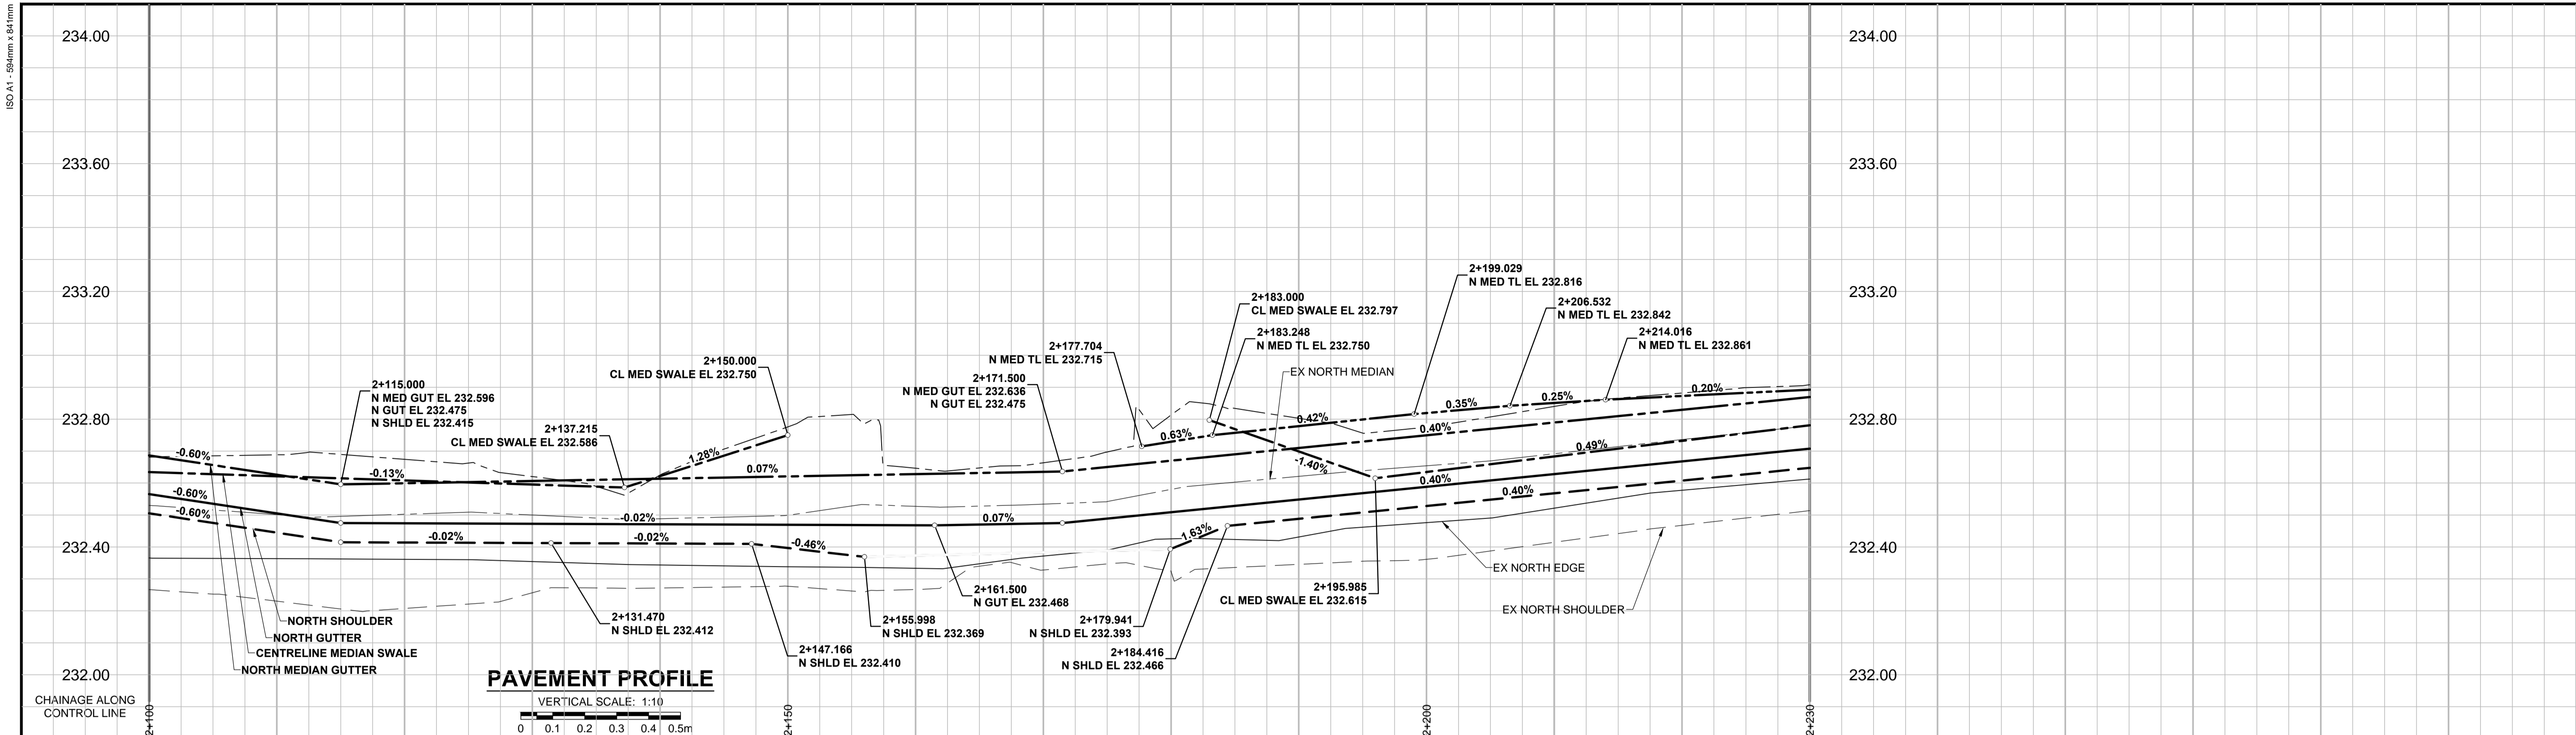 ISO A1 - 594mm x 841mm
234.00
234.00
233.60
233.60
233.20
233.20
232.80
232.80
232.40
232.40
232.00
232.00
2+199.029
N MED TL EL 232.816
2+183.000
CL MED SWALE EL 232.797
2+206.532
N MED TL EL 232.842
2+183.248
N MED TL EL 232.750
2+214.016
N MED TL EL 232.861
2+177.704
N MED TL EL 232.715
2+150.000
CL MED SWALE EL 232.750
2+171.500
N MED GUT EL 232.636
N GUT EL 232.475
EX NORTH MEDIAN
2+115.000
N MED GUT EL 232.596
N GUT EL 232.475
N SHLD EL 232.415
2+137.215
CL MED SWALE EL 232.586
-0.60%
-0.13%
1.28%
0.07%
0.63%
0.42%
0.35%
0.25%
0.20%
0.40%
-1.40%
0.49%
-0.60%
-0.02%
0.07%
0.40%
-0.60%
-0.02%
-0.02%
-0.46%
1.63%
0.40%
EX NORTH EDGE
EX NORTH SHOULDER
2+195.985
CL MED SWALE EL 232.615
2+161.500
N GUT EL 232.468
2+131.470
N SHLD EL 232.412
2+155.998
N SHLD EL 232.369
2+179.941
N SHLD EL 232.393
2+147.166
N SHLD EL 232.410
2+184.416
N SHLD EL 232.466
NORTH SHOULDER
NORTH GUTTER
CENTRELINE MEDIAN SWALE
NORTH MEDIAN GUTTER
PAVEMENT PROFILE
VERTICAL SCALE: 1:10
0 0.1 0.2 0.3 0.4 0.5m
CHAINAGE ALONG
CONTROL LINE
2+100
2+150
2+200
2+230